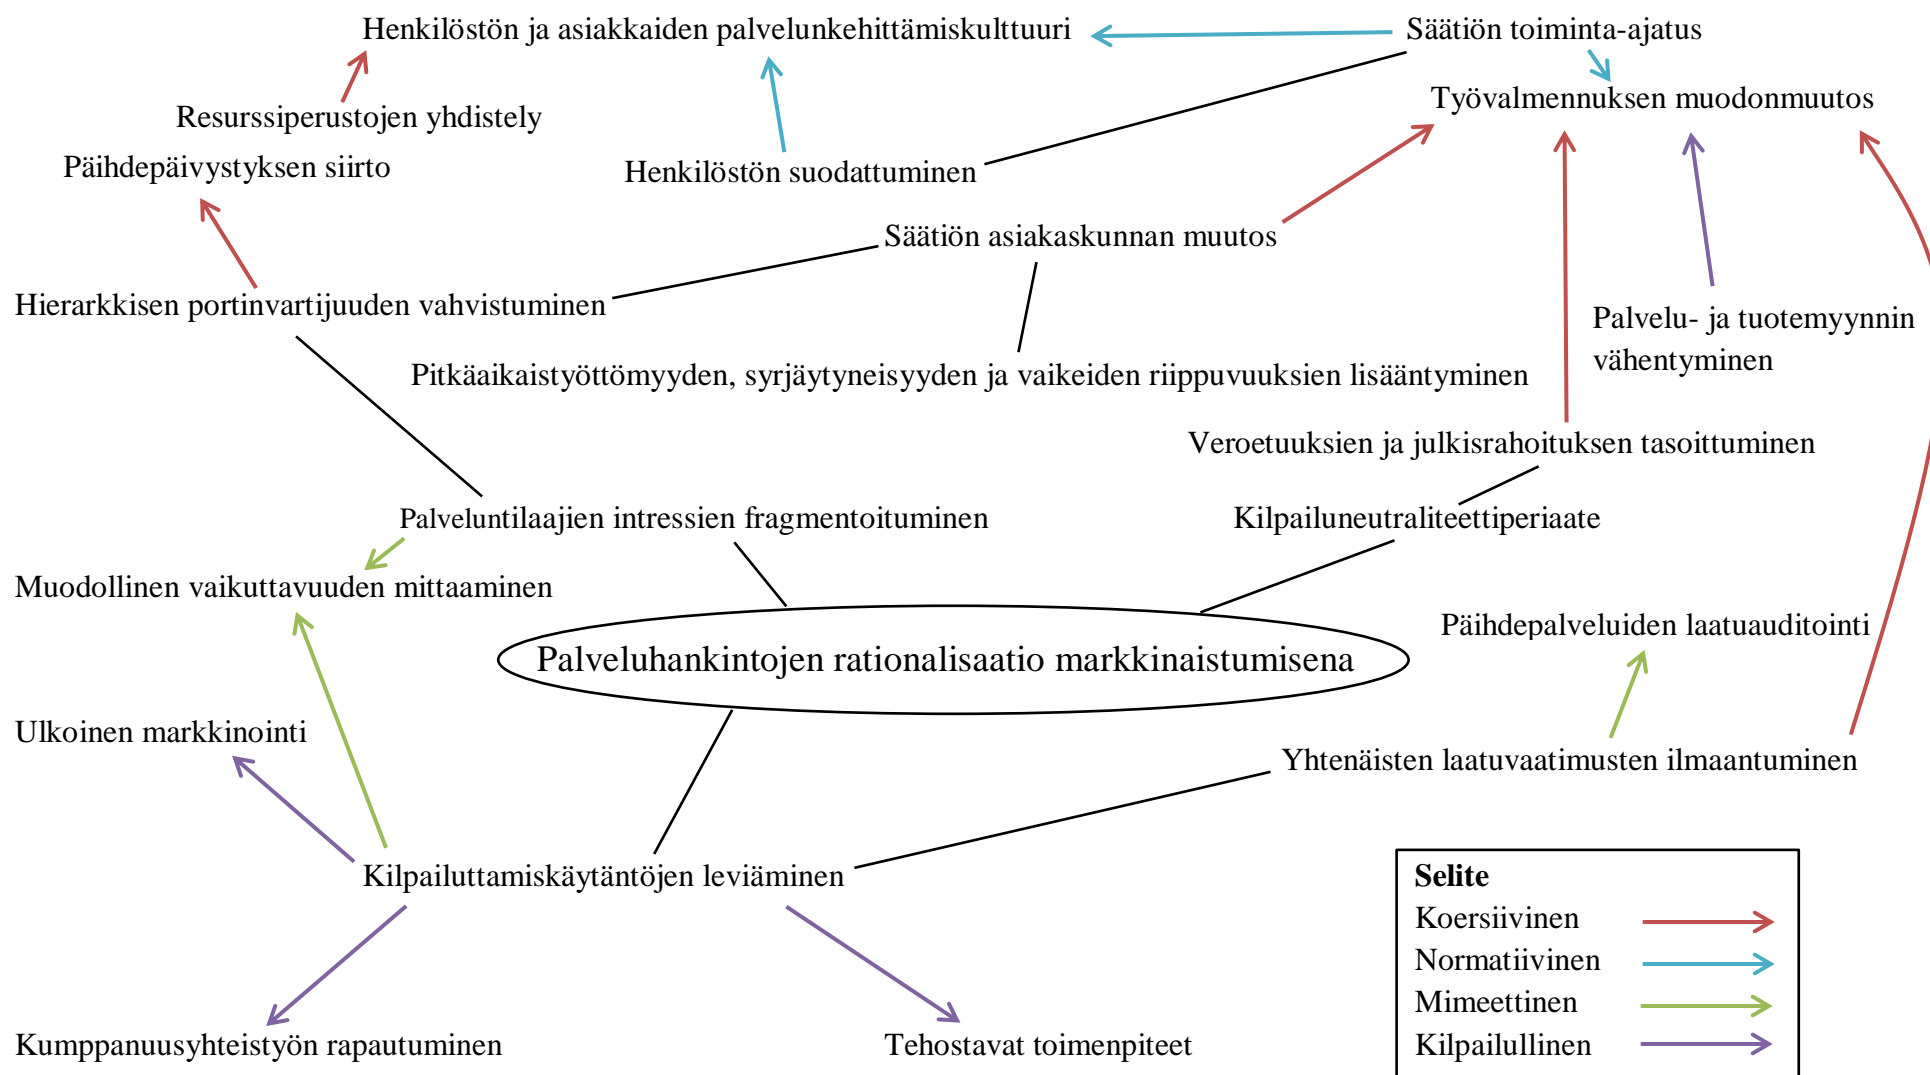 Henkilöstön ja asiakkaiden palvelunkehittämiskulttuuri
Säätiön toiminta-ajatus
Työvalmennuksen muodonmuutos
Resurssiperustojen yhdistely
Päihdepäivystyksen siirto
Henkilöstön suodattuminen
Säätiön asiakaskunnan muutos
Hierarkkisen portinvartijuuden vahvistuminen
Palvelu- ja tuotemyynnin
vähentyminen
Pitkäaikaistyöttömyyden, syrjäytyneisyyden ja vaikeiden riippuvuuksien lisääntyminen
Veroetuuksien ja julkisrahoituksen tasoittuminen
Palveluntilaajien intressien fragmentoituminen
Kilpailuneutraliteettiperiaate
Muodollinen vaikuttavuuden mittaaminen
Päihdepalveluiden laatuauditointi
Palveluhankintojen rationalisaatio markkinaistumisena
Ulkoinen markkinointi
Yhtenäisten laatuvaatimusten ilmaantuminen
Kilpailuttamiskäytäntöjen leviäminen
Kumppanuusyhteistyön rapautuminen
Tehostavat toimenpiteet
Selite
Koersiivinen
Normatiivinen
Mimeettinen
Kilpailullinen